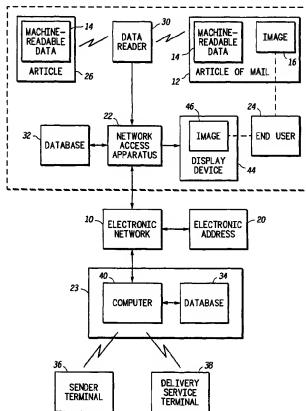 14
MACHINE-
READABLE
DATA
ARTICLE
26
30
DATA
READER
14
MACHINE-
READABLE
DATA
IMAGE
16
ARTICLE OF MAIL
12
32
DATABASE
22
NETWORK
ACCESS
APPARATUS
46
IMAGE
DISPLAY
DEVICE
44
24
END USER
10
ELECTRONIC
NETWORK
20
ELECTRONIC
ADDRESS
23
40
COMPUTER
34
DATABASE
36
SENDER
TERMINAL
38
DELIVERY
SERVICE
TERMINAL